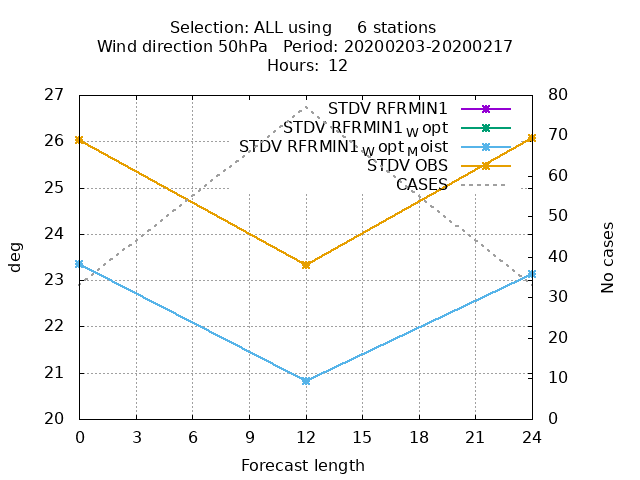 Selection: ALL using 6 stations
Wind direction 50hPa Period: 20200203-20200217
Hours: 12
27 80
STDV RFRMIN1
STDV RFRMIN1_W opt
STDV RFRMIN1_W opt_M oist
STDV OBS
CASES
26 70
25 60
24 50
23 40
22 30
21 20
20 10
0
deg
No cases
0 3 6 9 12 15 18 21 24
Forecast length